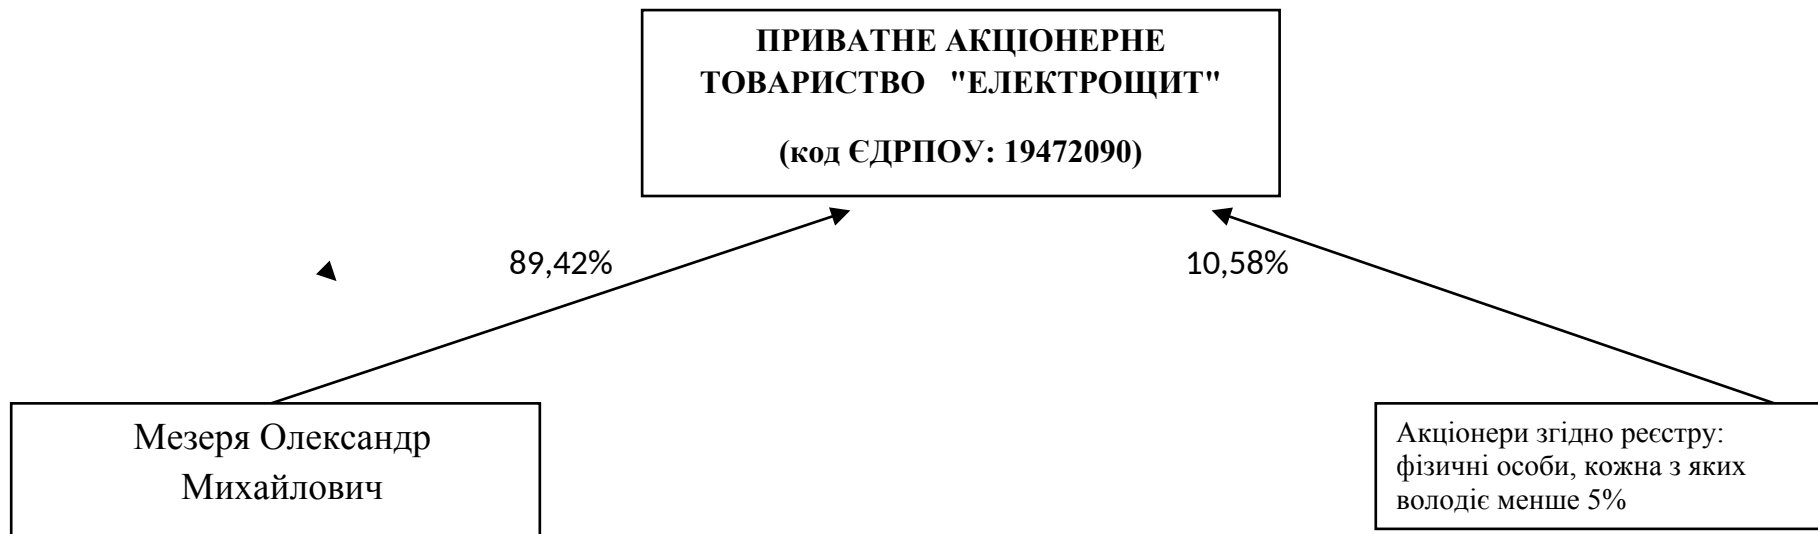 ПРИВАТНЕ АКЦІОНЕРНЕ
ТОВАРИСТВО "ЕЛЕКТРОЩИТ"
(код ЄДРПОУ: 19472090)
89,42%
10,58%
Мезеря Олександр
Михайлович
Акціонери згідно реєстру:
фізичні особи, кожна з яких
володіє менше 5%